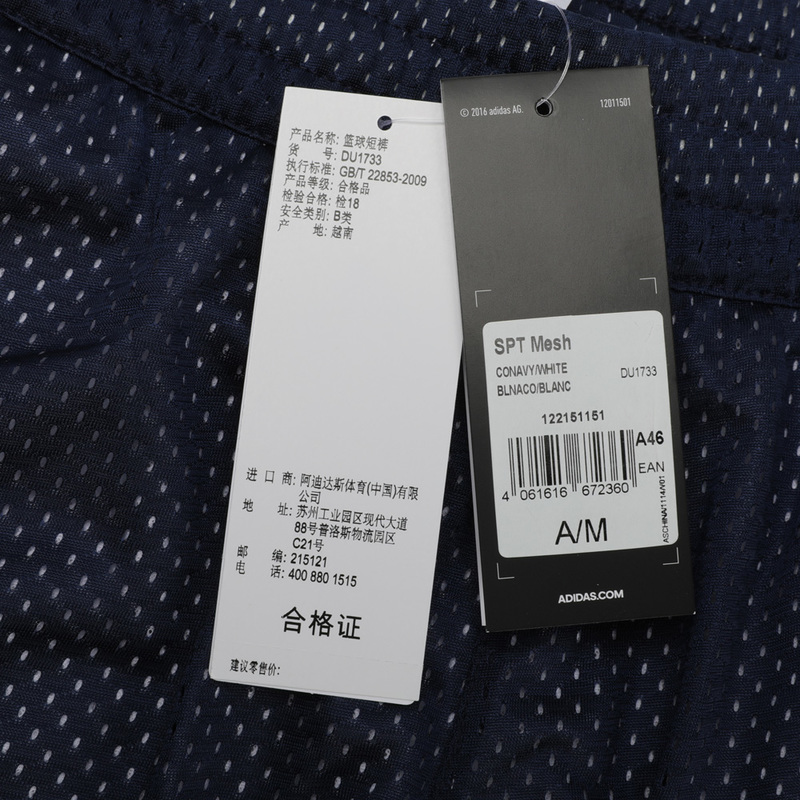 产品名称: 篮球短裤
货 号: DU1733
执行标准: GB/T 22853-2009
产品等级: 合格品
检验合格: 检18
安全类别: B类
产 地: 越南
进 口 商: 阿迪达斯体育(中国)有限
公司
地 址: 苏州工业园区现代大道
88号普洛斯物流园区
C21号
邮 编: 215121
电 话: 400 880 1515
合格证
建议零售价:
© 2016 adidas AG.
12011501
SPT Mesh
CONAVY/WHITE
DU1733
BLNACO/BLANC
122151151
A46
EAN
4 061616 672360
A/M
ASCHINA/1114/V01
ADIDAS.COM